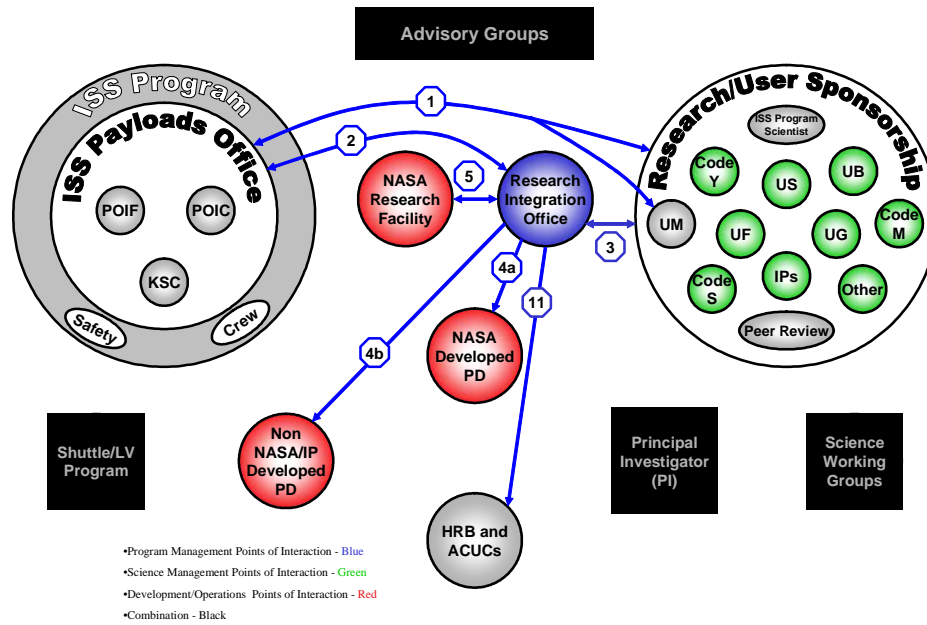 Advisory Groups
ISS Program
ISS Payloads Office
POIF
POIC
KSC
Safety
Crew
1
2
5
3
4a
11
4b
NASA
Research
Facility
Research
Integration
Office
NASA
Developed
PD
Non
NASA/IP
Developed
PD
HRB and
ACUCs
Research/User Sponsorship
ISS Program
Scientist
Code
Y
US
UB
UM
UF
UG
Code
M
Code
S
IPs
Other
Peer Review
Shuttle/LV
Program
Principal
Investigator
(PI)
Science
Working
Groups
•Program Management Points of Interaction - Blue
•Science Management Points of Interaction - Green
•Development/Operations  Points of Interaction - Red
•Combination - Black